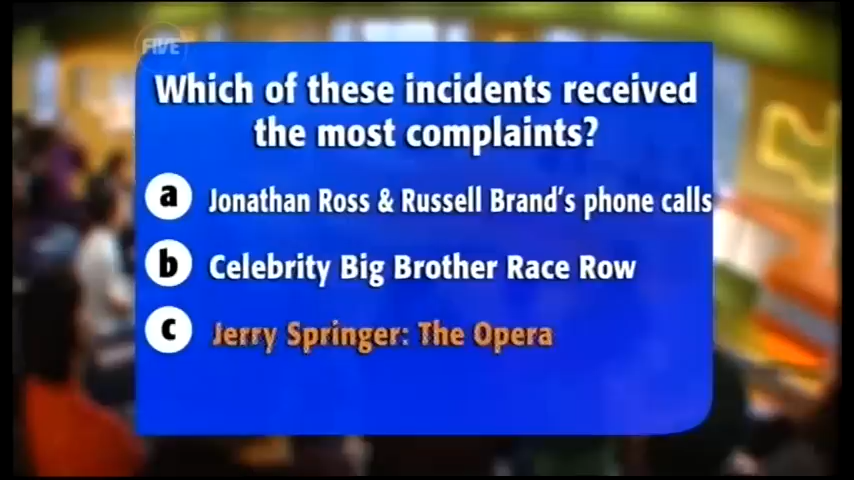 FIVE
Which of these incidents received
the most complaints?
a Jonathan Ross & Russell Brand's phone calls
b Celebrity Big Brother Race Row
c Jerry Springer: The Opera